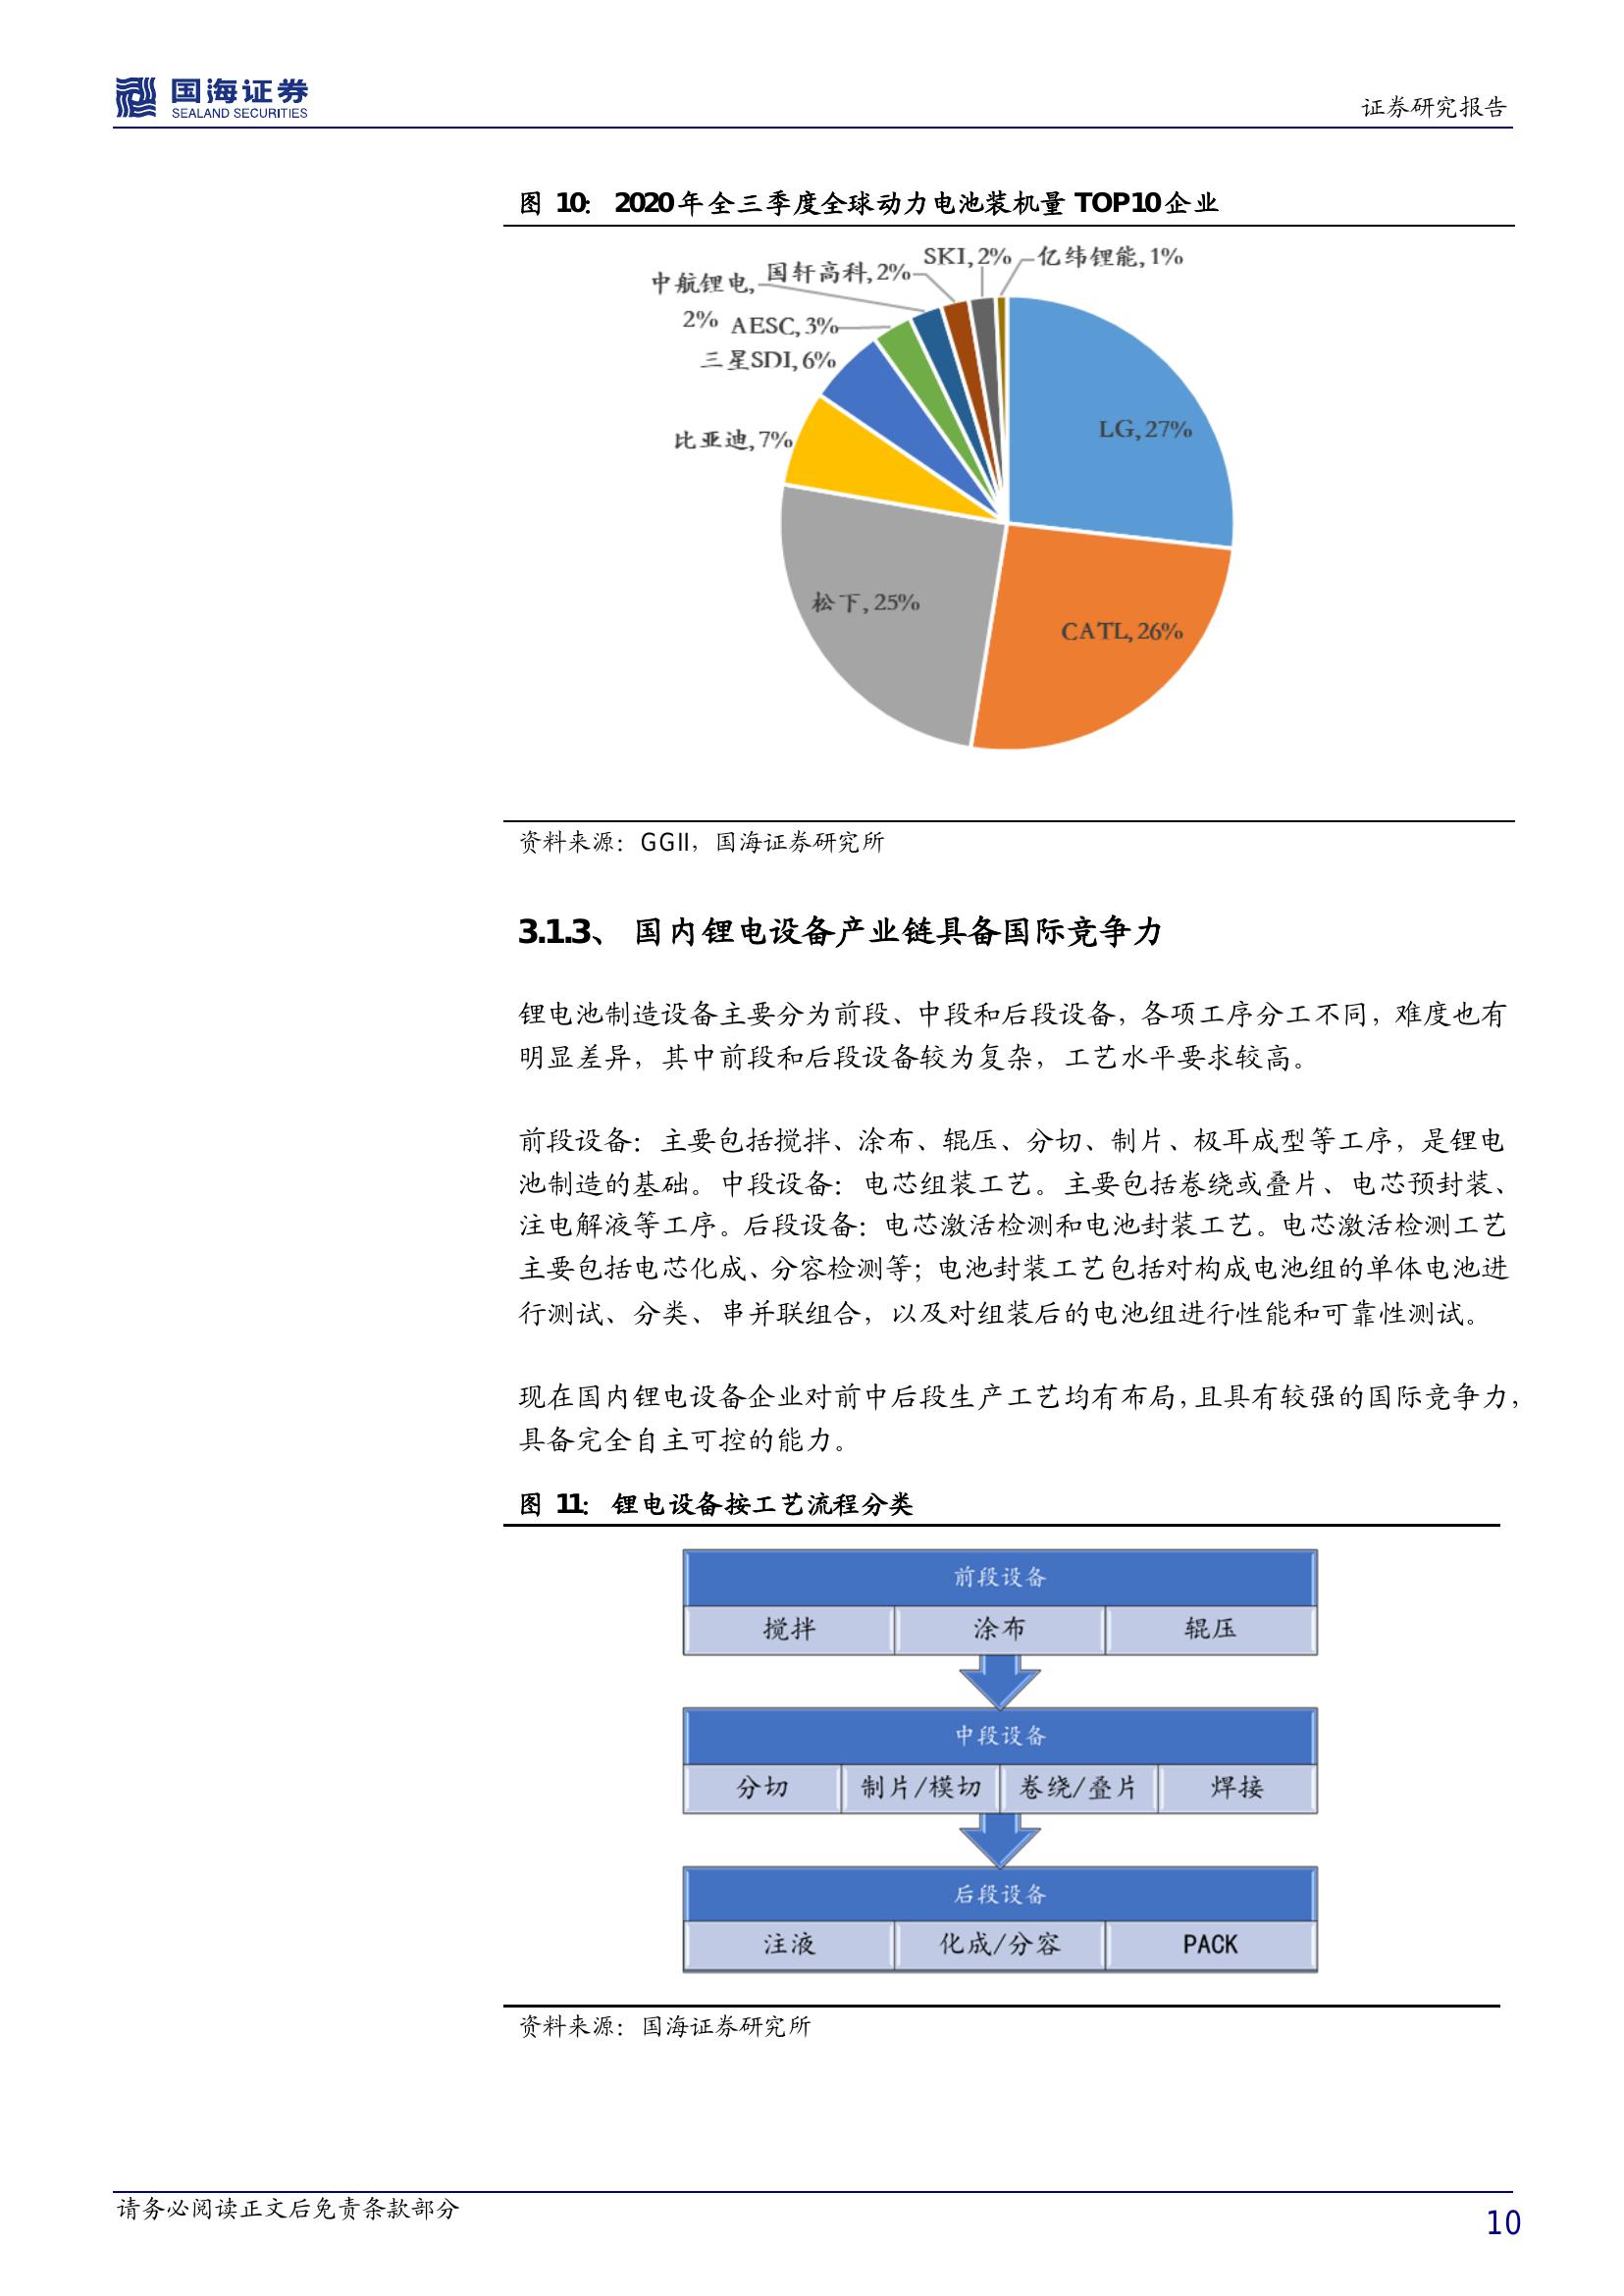 国海证券
SEALAND SECURITIES
证券研究报告
图 10: 2020年全三季度全球动力电池装机量 TOP10企业
SKI, 2%
亿纬锂能, 1%
国轩高科, 2%
中航锂电,
2%
AESC, 3%
三星SDI, 6%
比亚迪, 7%
LG, 27%
松下, 25%
CATL, 26%
资料来源：GGII，国海证券研究所
3.1.3、 国内锂电设备产业链具备国际竞争力
锂电池制造设备主要分为前段、中段和后段设备，各项工序分工不同，难度也有
明显差异，其中前段和后段设备较为复杂，工艺水平要求较高。
前段设备：主要包括搅拌、涂布、辊压、分切、制片、极耳成型等工序，是锂电
池制造的基础。中段设备：电芯组装工艺。主要包括卷绕或叠片、电芯预封装、
注电解液等工序。后段设备：电芯激活检测和电池封装工艺。电芯激活检测工艺
主要包括电芯化成、分容检测等；电池封装工艺包括对构成电池组的单体电池进
行测试、分类、串并联组合，以及对组装后的电池组进行性能和可靠性测试。
现在国内锂电设备企业对前中后段生产工艺均有布局，且具有较强的国际竞争力，
具备完全自主可控的能力。
图 11: 锂电设备按工艺流程分类
前段设备
搅拌 涂布 辊压
中段设备
分切 制片/模切 卷绕/叠片 焊接
后段设备
注液 化成/分容 PACK
资料来源：国海证券研究所
请务必阅读正文后免责条款部分
10